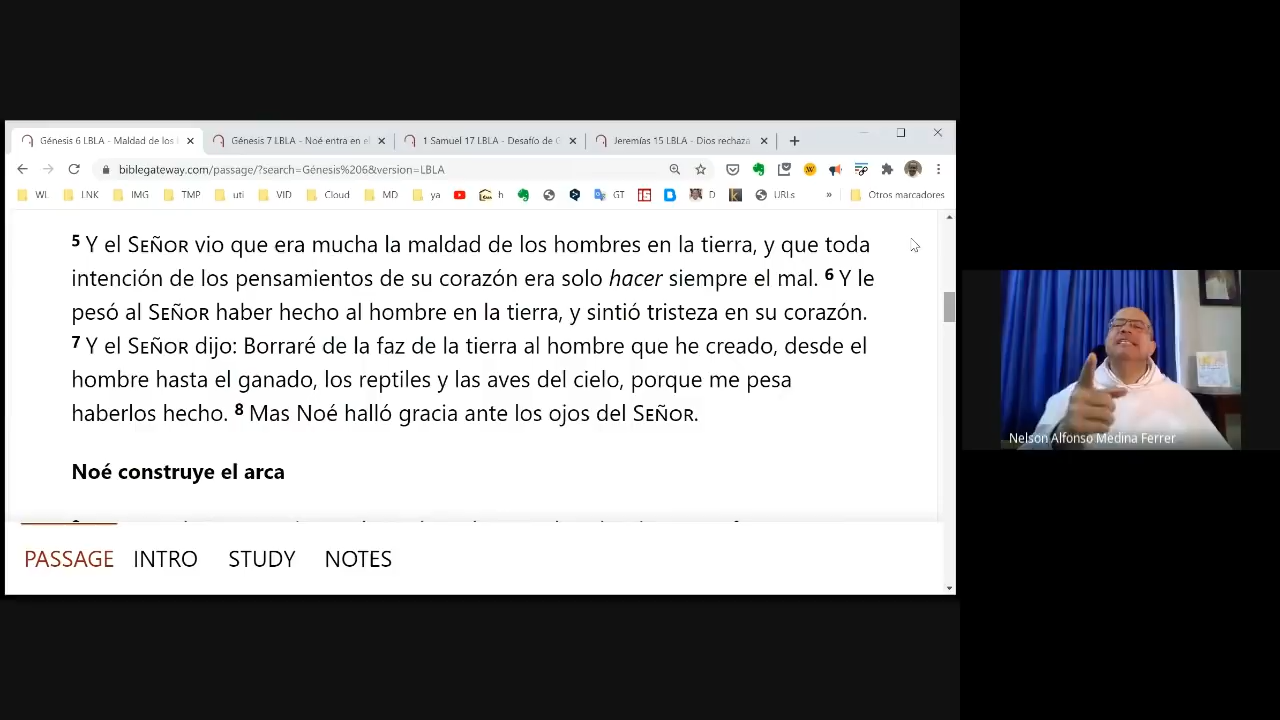 Génesis 6 LBLA - Maldad de los
Génesis 7 LBLA - Noé entra en el
1 Samuel 17 LBLA - Desafío de
Jeremías 15 LBLA - Dios rechaza
biblegateway.com/passage/?search=Génesis%206&version=LBLA
WL LNK IMG TMP uti VID Cloud MD ya h GT D URLs » Otros marcadores
5 Y el SEÑOR vio que era mucha la maldad de los hombres en la tierra, y que toda
intención de los pensamientos de su corazón era solo hacer siempre el mal. 6 Y le
pesó al SEÑOR haber hecho al hombre en la tierra, y sintió tristeza en su corazón.
7 Y el SEÑOR dijo: Borraré de la faz de la tierra al hombre que he creado, desde el
hombre hasta el ganado, los reptiles y las aves del cielo, porque me pesa
haberlos hecho. 8 Mas Noé halló gracia ante los ojos del SEÑOR.
Noé construye el arca
PASSAGE INTRO STUDY NOTES
Nelson Alfonso Medina Ferrer